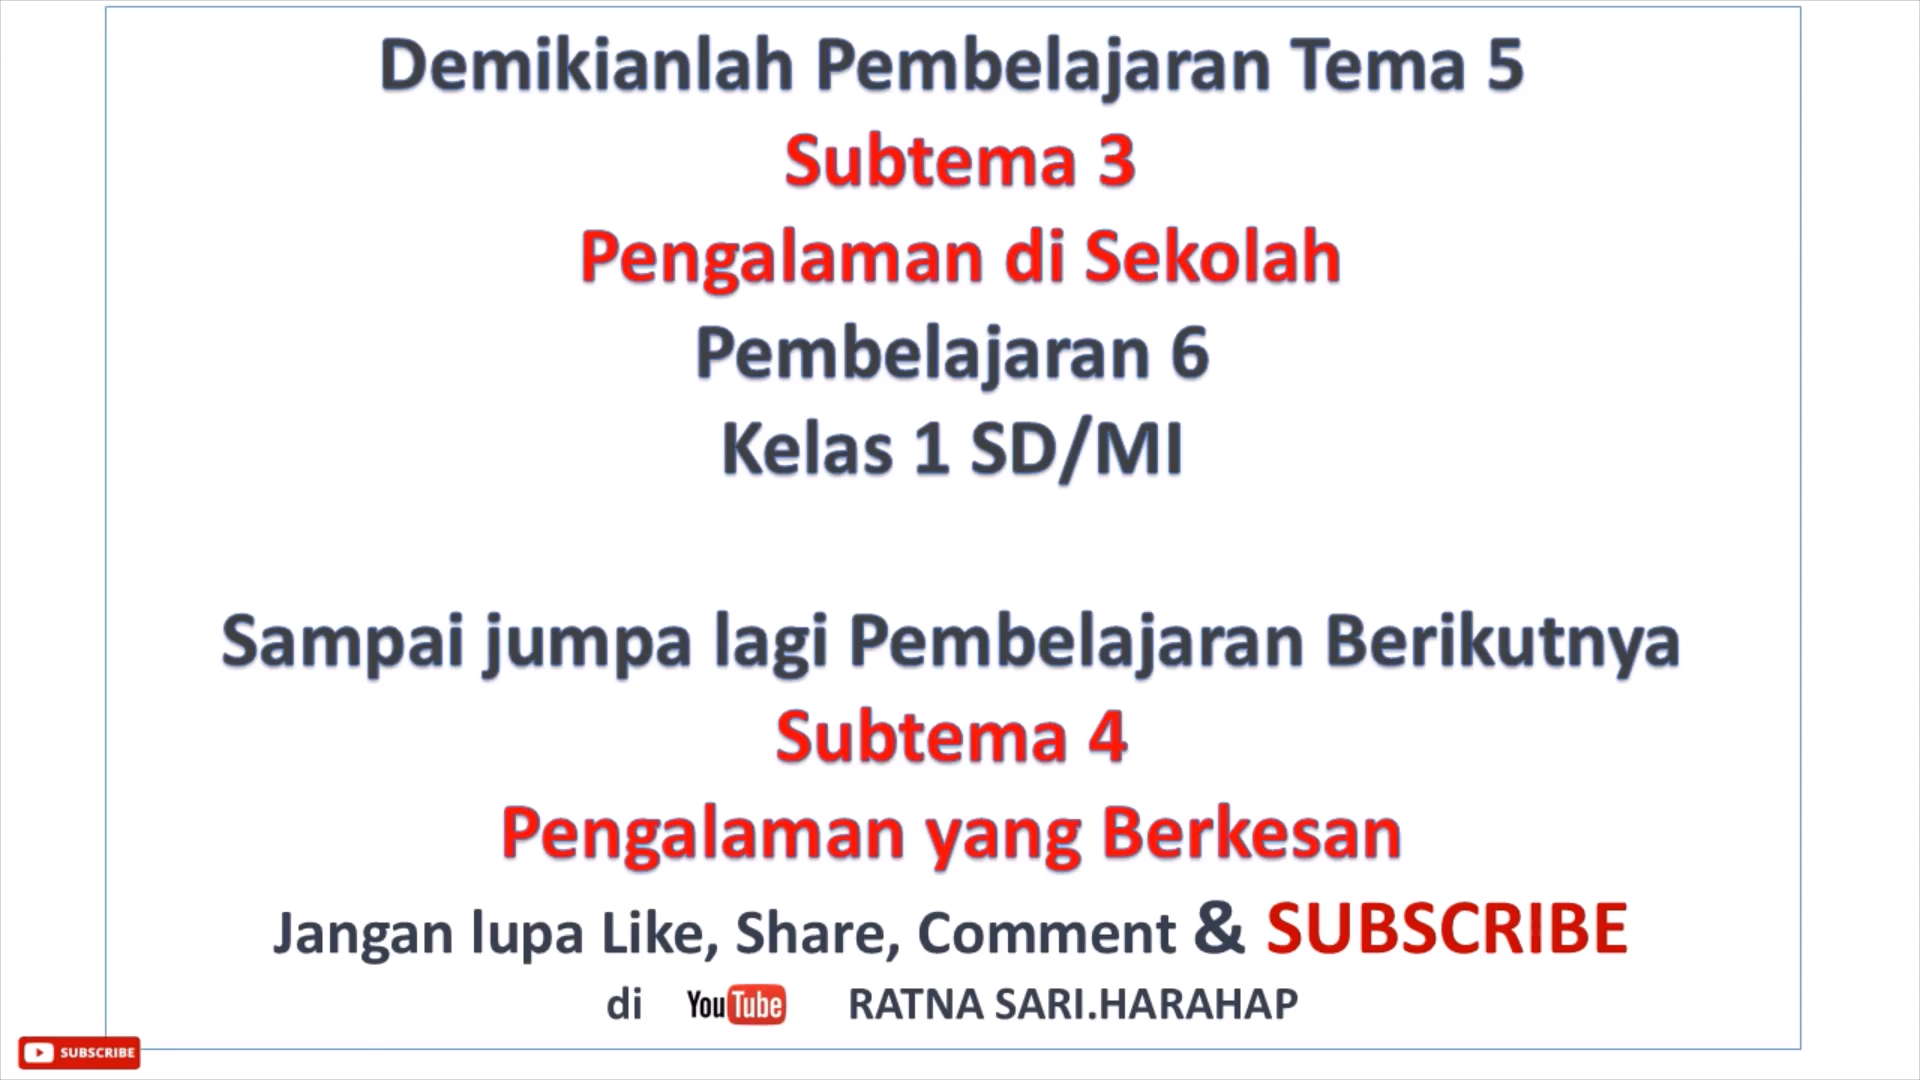 Demikianlah Pembelajaran Tema 5
Subtema 3
Pengalaman di Sekolah
Pembelajaran 6
Kelas 1 SD/MI
Sampai jumpa lagi Pembelajaran Berikutnya
Subtema 4
Pengalaman yang Berkesan
Jangan lupa Like, Share, Comment & SUBSCRIBE
di YouTube RATNA SARI.HARAHAP
SUBSCRIBE